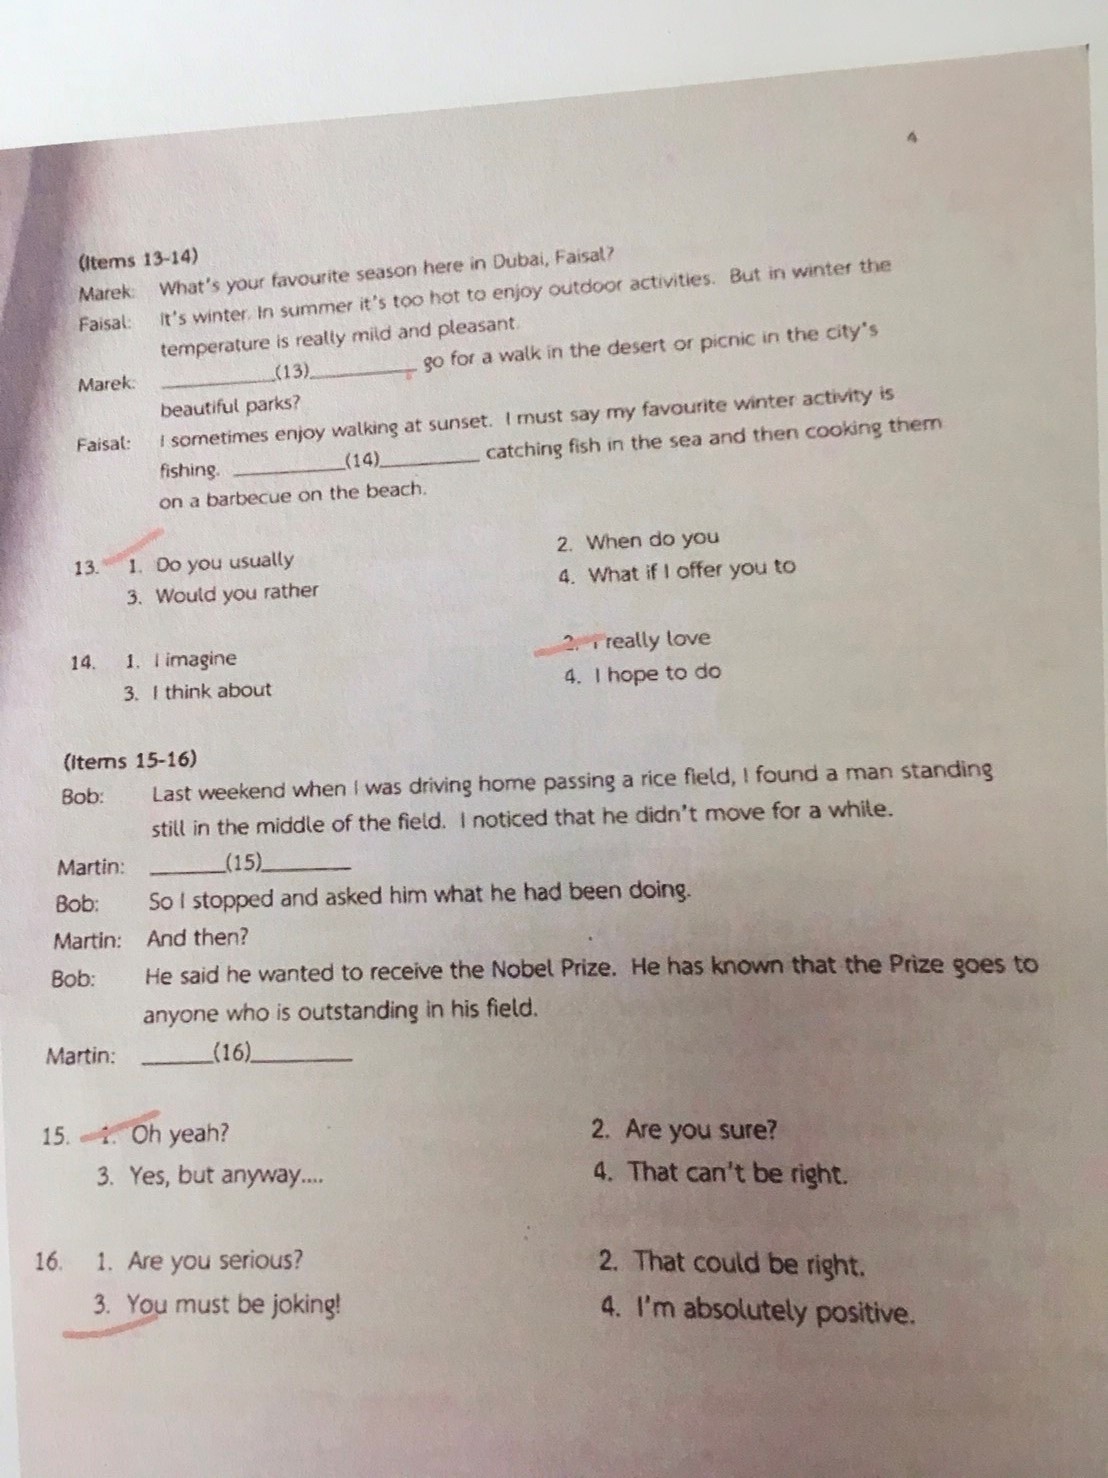 4
(Items 13-14)
Marek: What's your favourite season here in Dubai, Faisal?
Faisal: It's winter. In summer it's too hot to enjoy outdoor activities. But in winter the
temperature is really mild and pleasant.
Marek: __________(13)__________ go for a walk in the desert or picnic in the city's
beautiful parks?
Faisal: I sometimes enjoy walking at sunset. I must say my favourite winter activity is
fishing. __________(14)__________ catching fish in the sea and then cooking them
on a barbecue on the beach.
13. 1. Do you usually 2. When do you
3. Would you rather 4. What if I offer you to
14. 1. I imagine 2. I really love
3. I think about 4. I hope to do
(Items 15-16)
Bob: Last weekend when I was driving home passing a rice field, I found a man standing
still in the middle of the field. I noticed that he didn't move for a while.
Martin: _______(15)________
Bob: So I stopped and asked him what he had been doing.
Martin: And then?
Bob: He said he wanted to receive the Nobel Prize. He has known that the Prize goes to
anyone who is outstanding in his field.
Martin: ______(16)_________
15. 1. Oh yeah? 2. Are you sure?
3. Yes, but anyway.... 4. That can't be right.
16. 1. Are you serious? 2. That could be right.
3. You must be joking! 4. I'm absolutely positive.